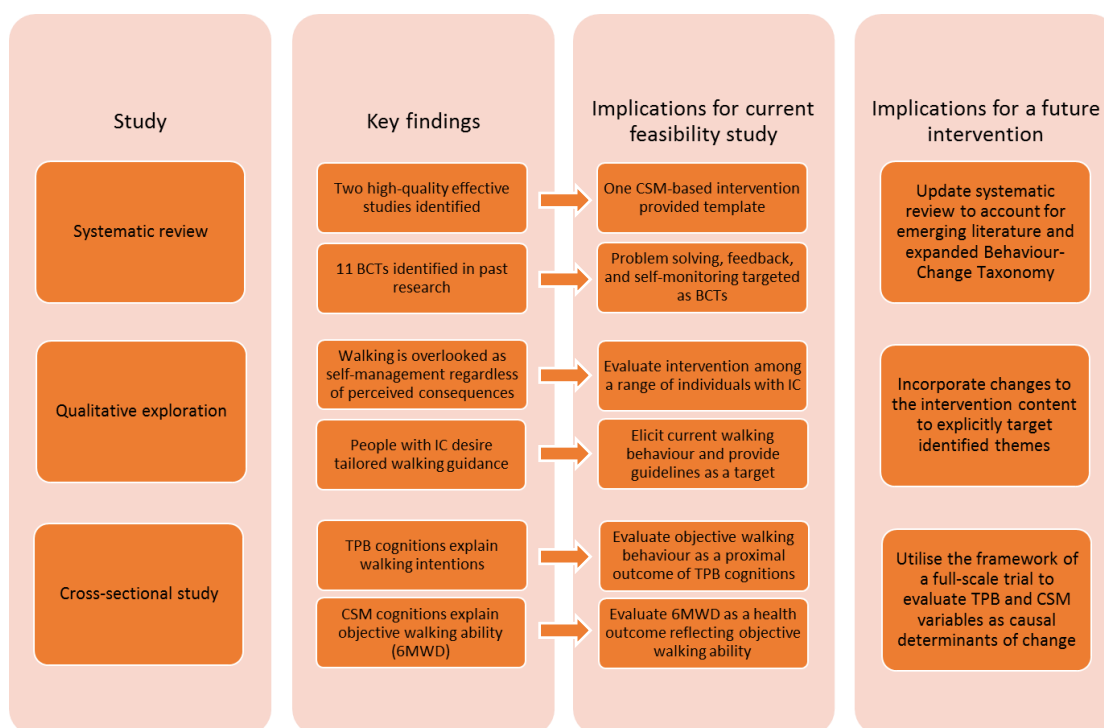 Study
Systematic review
Qualitative exploration
Cross-sectional study
Key findings
Two high-quality effective
studies identified
11 BCTs identified in past
research
Walking is overlooked as
self-management regardless
of perceived consequences
People with IC desire
tailored walking guidance
TPB cognitions explain
walking intentions
CSM cognitions explain
objective walking ability
(6MWD)
Implications for current
feasibility study
One CSM-based intervention
provided template
Problem solving, feedback,
and self-monitoring targeted
as BCTs
Evaluate intervention among
a range of individuals with IC
Elicit current walking
behaviour and provide
guidelines as a target
Evaluate objective walking
behaviour as a proximal
outcome of TPB cognitions
Evaluate 6MWD as a health
outcome reflecting objective
walking ability
Implications for a future
intervention
Update systematic
review to account for
emerging literature and
expanded Behaviour-
Change Taxonomy
Incorporate changes to
the intervention content
to explicitly target
identified themes
Utilise the framework of
a full-scale trial to
evaluate TPB and CSM
variables as causal
determinants of change